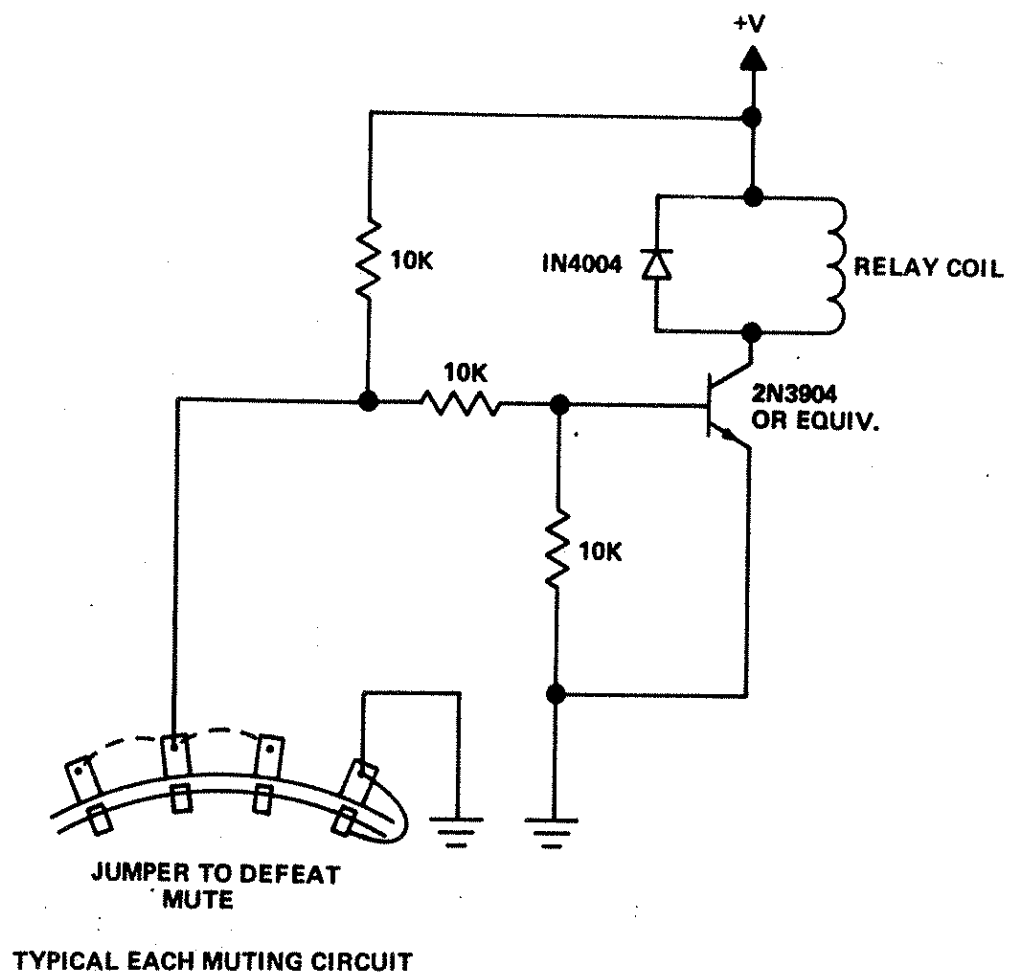 +V
10K
IN4004
RELAY COIL
10K
2N3904
OR EQUIV.
10K
JUMPER TO DEFEAT
MUTE
TYPICAL EACH MUTING CIRCUIT